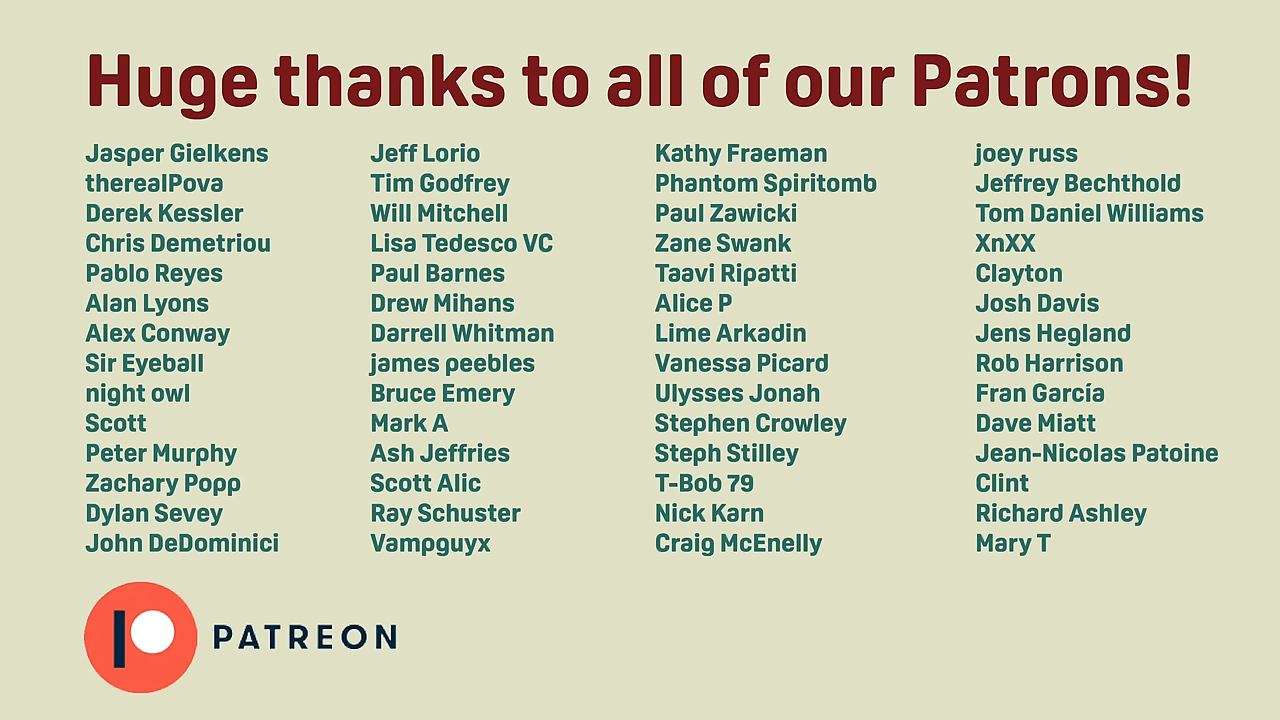 Huge thanks to all of our Patrons!
Jasper Gielkens
therealPova
Derek Kessler
Chris Demetriou
Pablo Reyes
Alan Lyons
Alex Conway
Sir Eyeball
night owl
Scott
Peter Murphy
Zachary Popp
Dylan Sevey
John DeDominici
Jeff Lorio
Tim Godfrey
Will Mitchell
Lisa Tedesco VC
Paul Barnes
Drew Mihans
Darrell Whitman
james peebles
Bruce Emery
Mark A
Ash Jeffries
Scott Alic
Ray Schuster
Vampguyx
Kathy Fraeman
Phantom Spiritomb
Paul Zawicki
Zane Swank
Taavi Ripatti
Alice P
Lime Arkadin
Vanessa Picard
Ulysses Jonah
Stephen Crowley
Steph Stilley
T-Bob 79
Nick Karn
Craig McEnelly
joey russ
Jeffrey Bechthold
Tom Daniel Williams
XnXX
Clayton
Josh Davis
Jens Hegland
Rob Harrison
Fran García
Dave Miatt
Jean-Nicolas Patoine
Clint
Richard Ashley
Mary T
PATREON